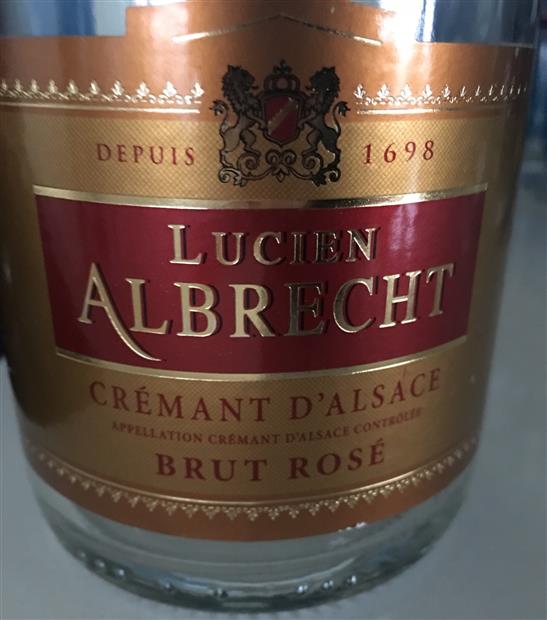 DEPUIS 1698
LUCIEN
ALBRECHT
CRÉMANT D'ALSACE
APPELLATION CRÉMANT D'ALSACE CONTRÔLÉE
BRUT ROSÉ